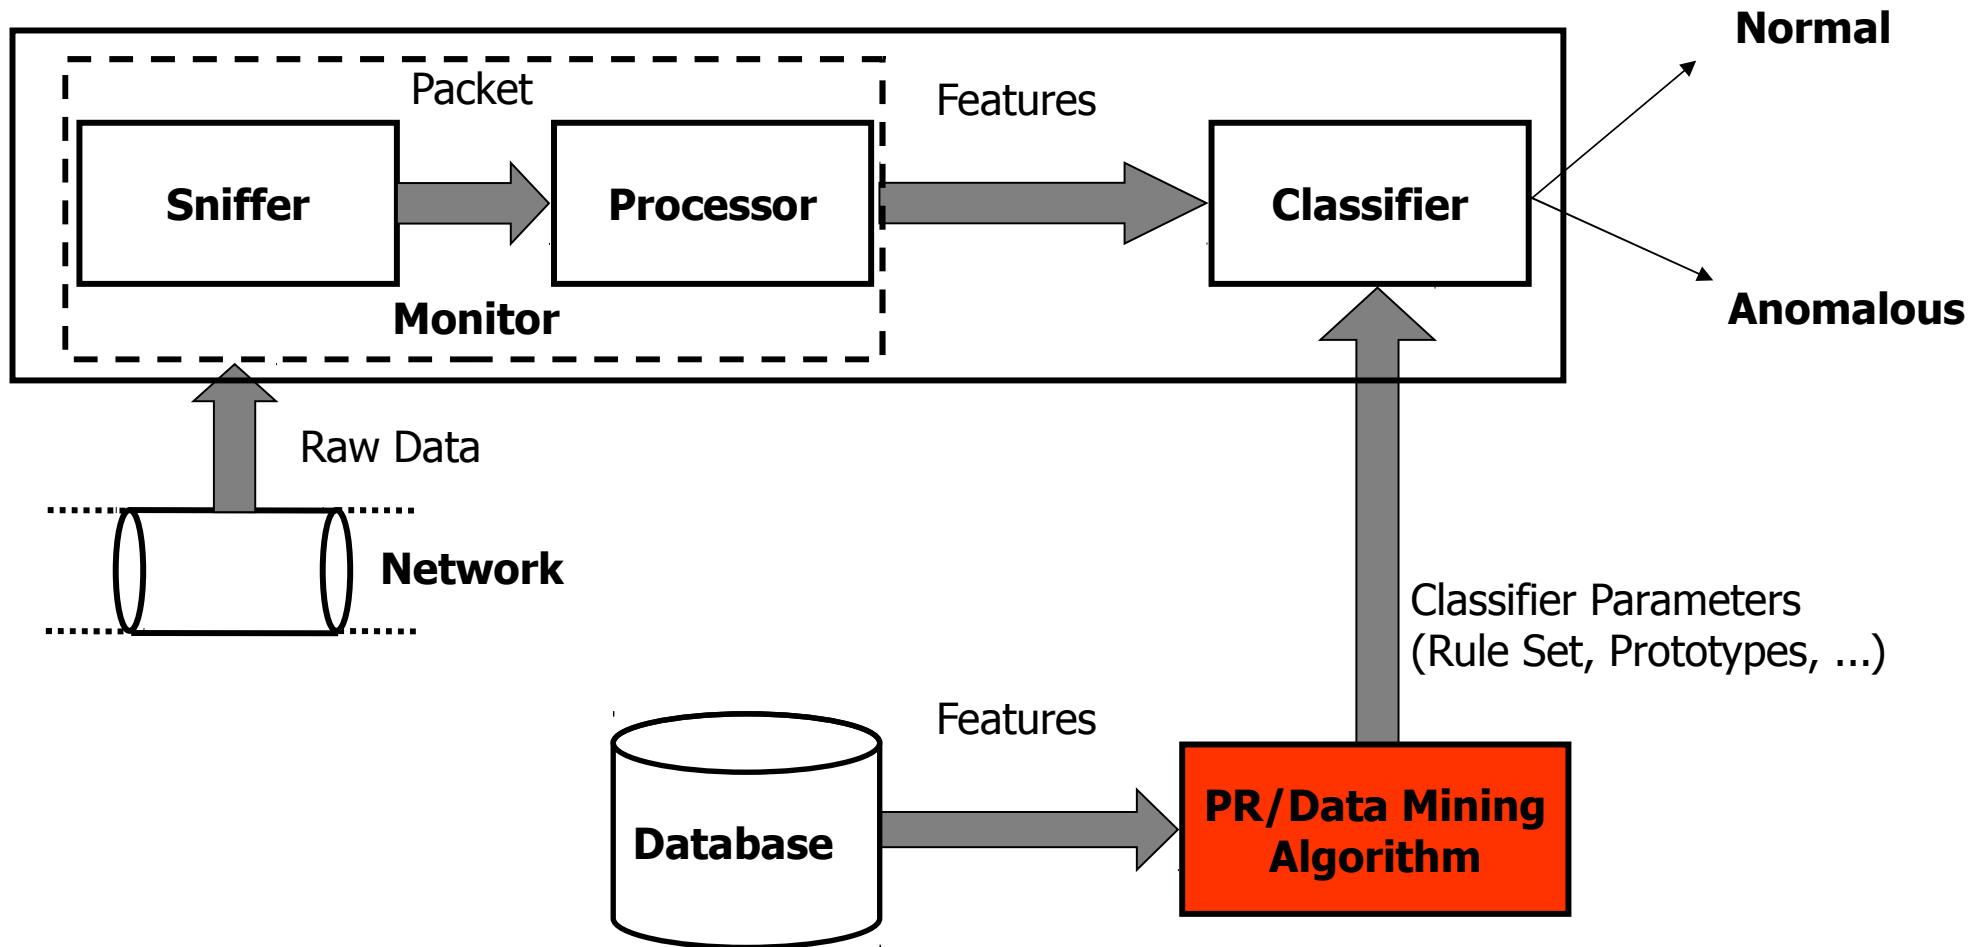 Normal
Packet
Features
Sniffer
Processor
Classifier
Monitor
Anomalous
Raw Data
Network
Classifier Parameters
(Rule Set, Prototypes, ...)
Features
Database
PR/Data Mining
Algorithm